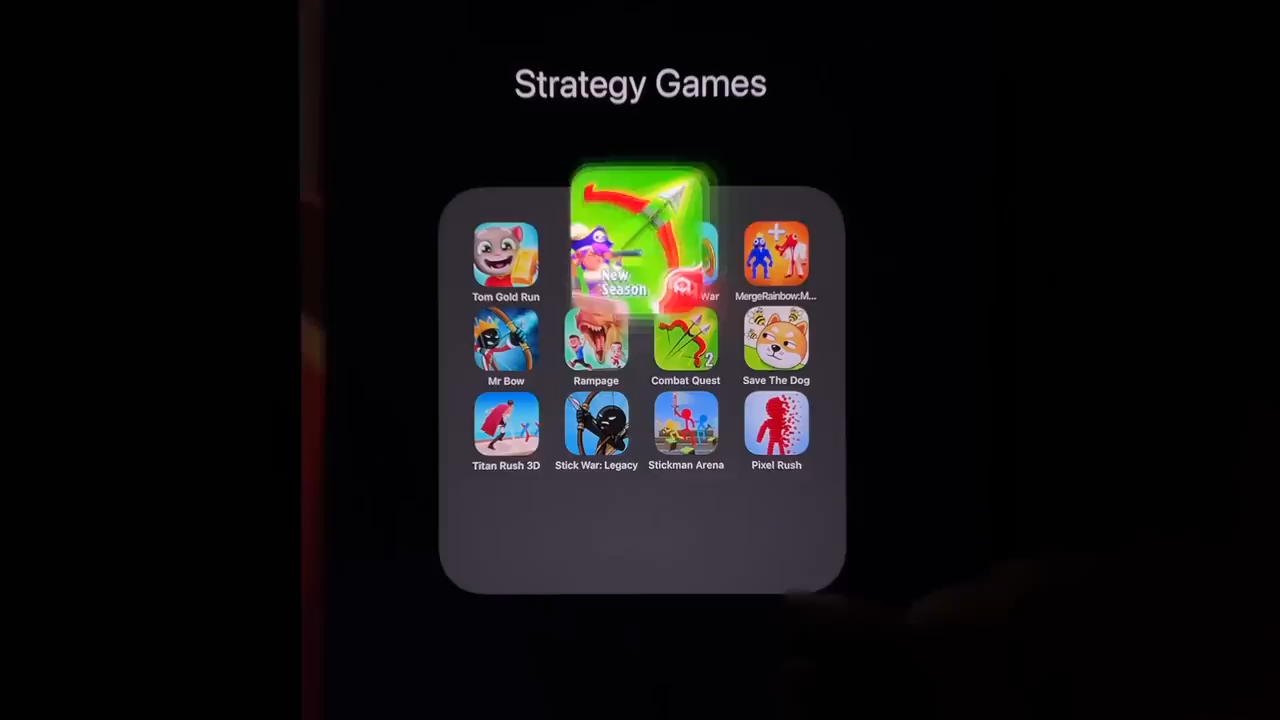 Strategy Games
New
Season
Tom Gold Run
War
MergeRainbow:M...
Mr Bow
Rampage
2
Combat Quest
Save The Dog
Titan Rush 3D
Stick War: Legacy
Stickman Arena
Pixel Rush